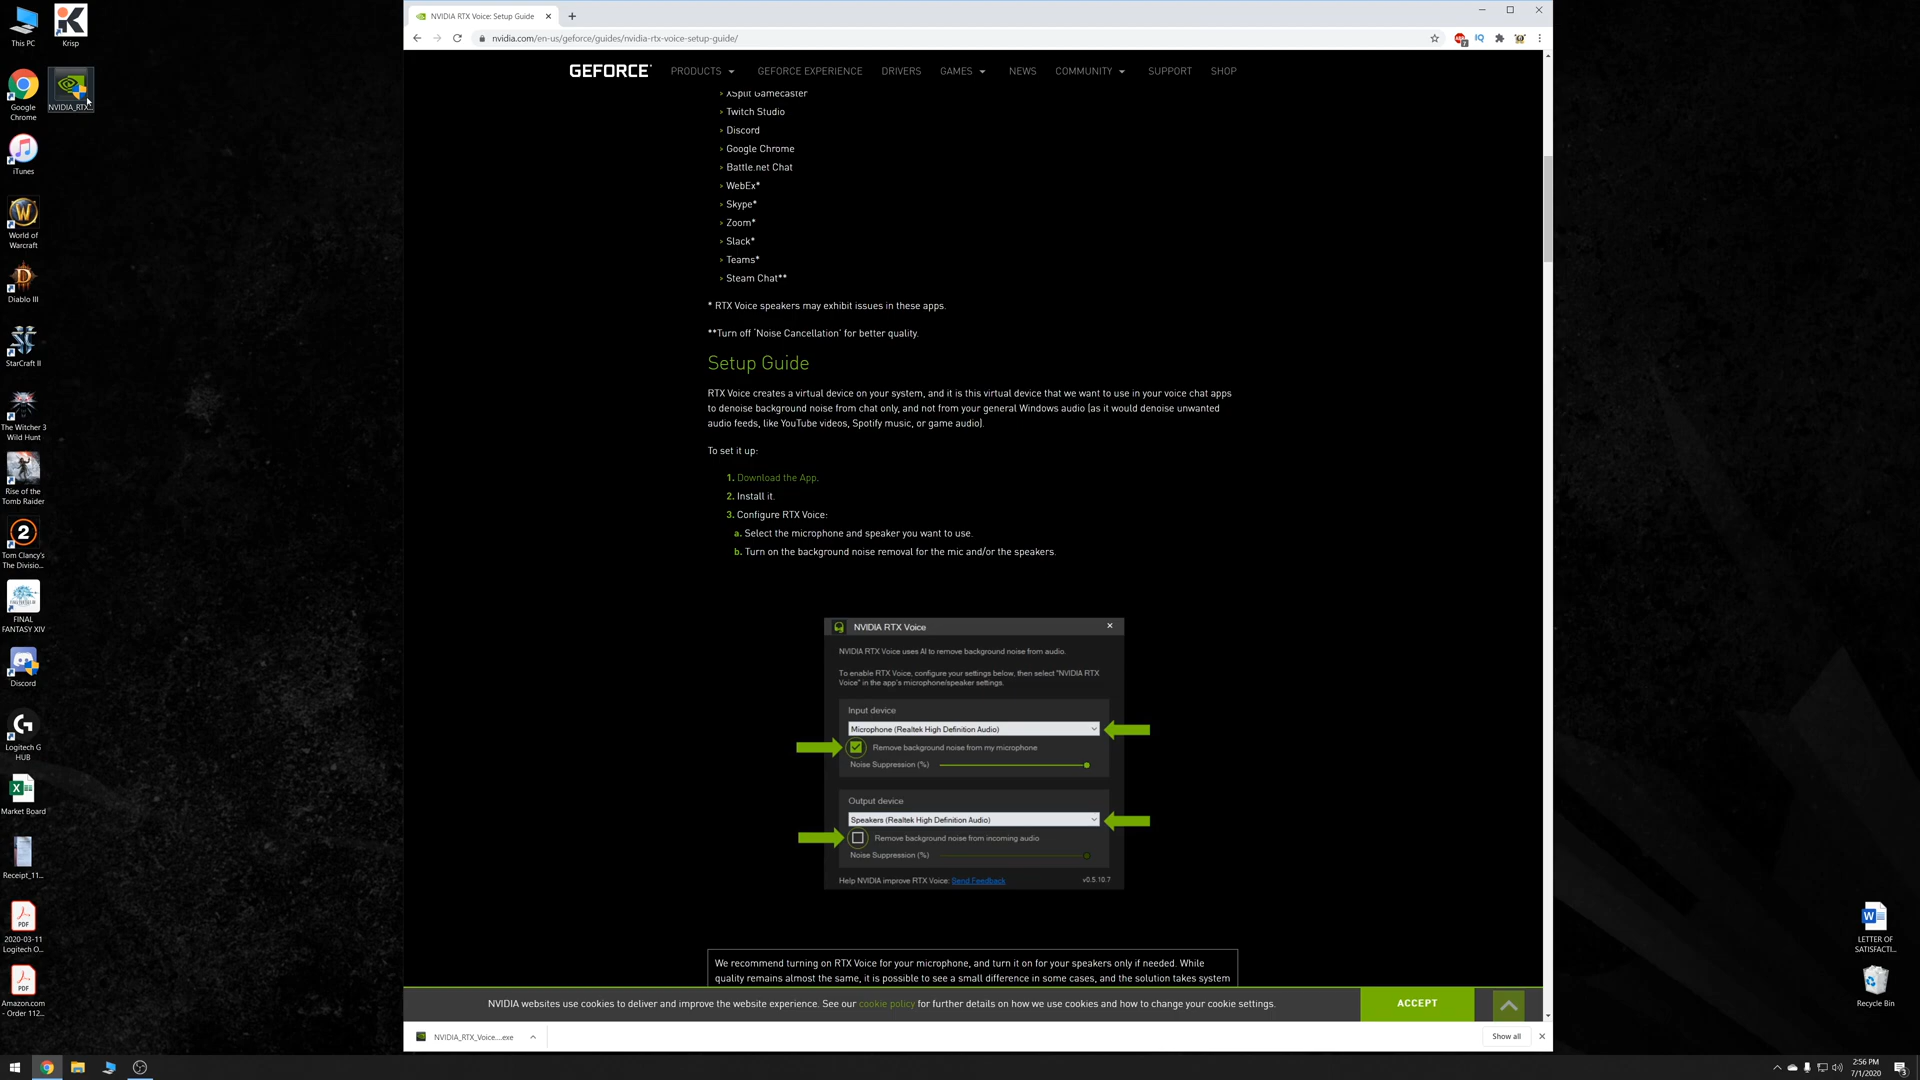 This PC
Krisp
Google
Chrome
NVIDIA_RTX...
iTunes
World of
Warcraft
Diablo III
StarCraft II
The Witcher 3
Wild Hunt
Rise of the
Tomb Raider
Tom Clancy's
The Divisio...
FINAL
FANTASY XIV
Discord
Logitech G
HUB
Market Board
Receipt_11...
PDF
2020-03-11
Logitech O...
PDF
Amazon.com
- Order 112...
NVIDIA RTX Voice: Setup Guide
nvidia.com/en-us/geforce/guides/nvidia-rtx-voice-setup-guide/
GEFORCE
PRODUCTS
GEFORCE EXPERIENCE
DRIVERS
GAMES
NEWS
COMMUNITY
SUPPORT
SHOP
> XSplit Gamecaster
> Twitch Studio
> Discord
> Google Chrome
> Battle.net Chat
> WebEx*
> Skype*
> Zoom*
> Slack*
> Teams*
> Steam Chat**
* RTX Voice speakers may exhibit issues in these apps.
**Turn off 'Noise Cancellation' for better quality.
Setup Guide
RTX Voice creates a virtual device on your system, and it is this virtual device that we want to use in your voice chat apps
to denoise background noise from chat only, and not from your general Windows audio (as it would denoise unwanted
audio feeds, like YouTube videos, Spotify music, or game audio).
To set it up:
1. Download the App.
2. Install it.
3. Configure RTX Voice:
a. Select the microphone and speaker you want to use.
b. Turn on the background noise removal for the mic and/or the speakers.
NVIDIA RTX Voice
NVIDIA RTX Voice uses AI to remove background noise from audio.
To enable RTX Voice, configure your settings below, then select "NVIDIA RTX
Voice" in the app's microphone/speaker settings.
Input device
Microphone (Realtek High Definition Audio)
Remove background noise from my microphone
Noise Suppression (%)
Output device
Speakers (Realtek High Definition Audio)
Remove background noise from incoming audio
Noise Suppression (%)
Help NVIDIA improve RTX Voice: Send Feedback
v0.5.10.7
We recommend turning on RTX Voice for your microphone, and turn it on for your speakers only if needed. While
quality remains almost the same, it is possible to see a small difference in some cases, and the solution takes system
NVIDIA websites use cookies to deliver and improve the website experience. See our cookie policy for further details on how we use cookies and how to change your cookie settings.
ACCEPT
NVIDIA_RTX_Voice....exe
Show all
LETTER OF
SATISFACTI...
Recycle Bin
2:56 PM
7/1/2020